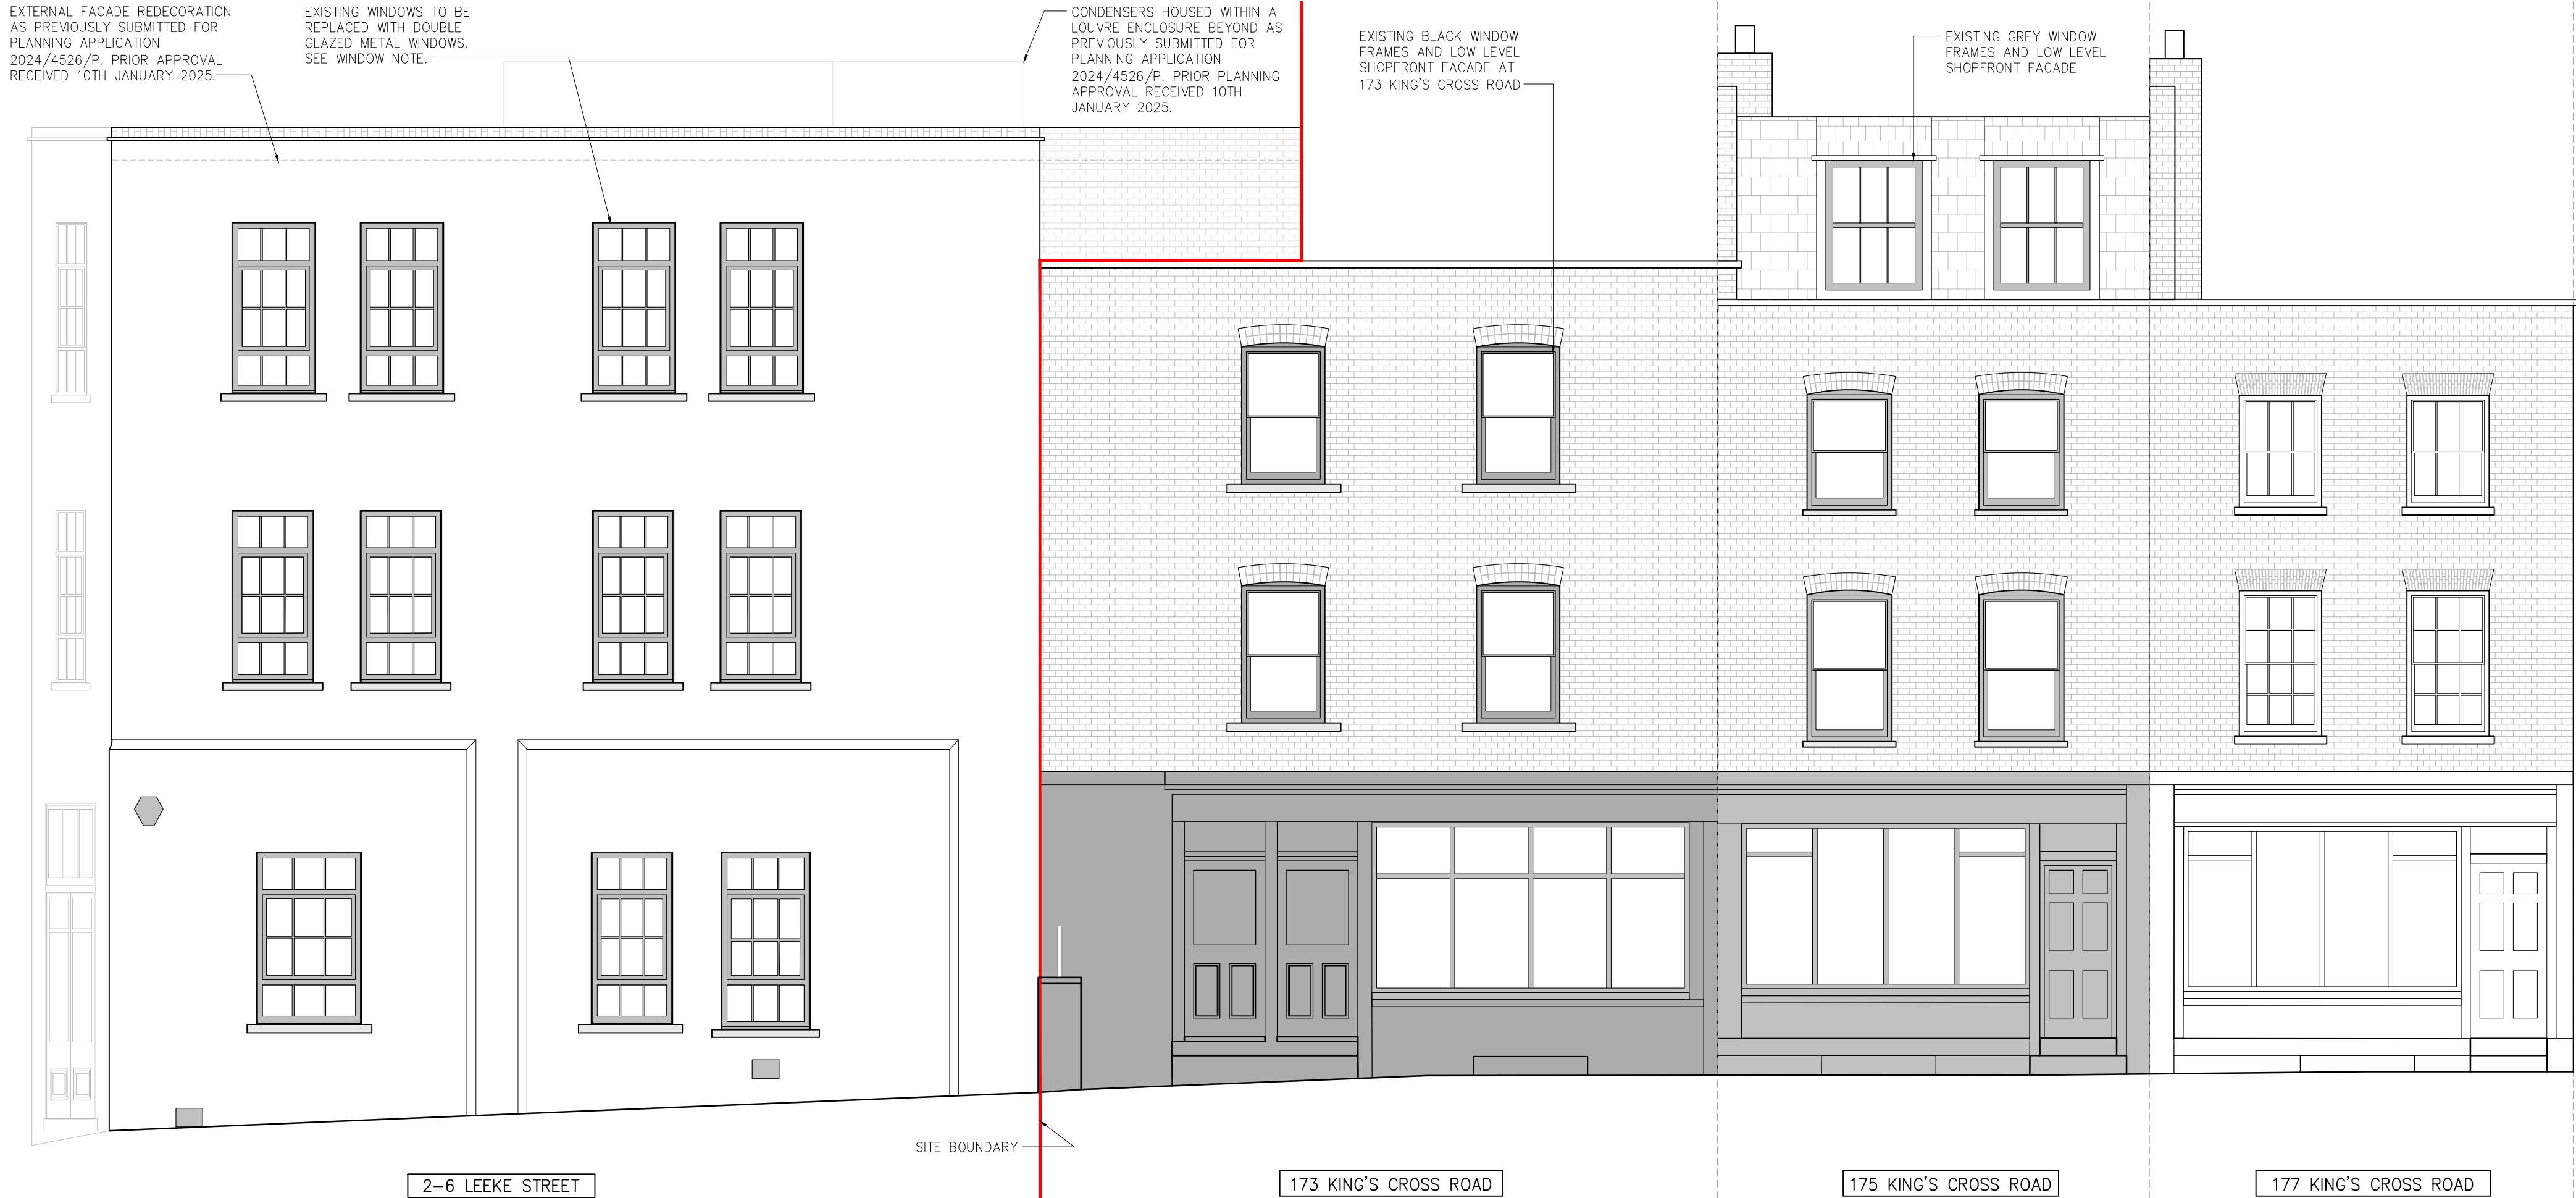 EXTERNAL FACADE REDECORATION
AS PREVIOUSLY SUBMITTED FOR
PLANNING APPLICATION
2024/4526/P. PRIOR APPROVAL
RECEIVED 10TH JANUARY 2025.
EXISTING WINDOWS TO BE
REPLACED WITH DOUBLE
GLAZED METAL WINDOWS.
SEE WINDOW NOTE.
CONDENSERS HOUSED WITHIN A
LOUVRE ENCLOSURE BEYOND AS
PREVIOUSLY SUBMITTED FOR
PLANNING APPLICATION
2024/4526/P. PRIOR PLANNING
APPROVAL RECEIVED 10TH
JANUARY 2025.
EXISTING BLACK WINDOW
FRAMES AND LOW LEVEL
SHOPFRONT FACADE AT
173 KING'S CROSS ROAD
EXISTING GREY WINDOW
FRAMES AND LOW LEVEL
SHOPFRONT FACADE
SITE BOUNDARY
2-6 LEEKE STREET
173 KING'S CROSS ROAD
175 KING'S CROSS ROAD
177 KING'S CROSS ROAD